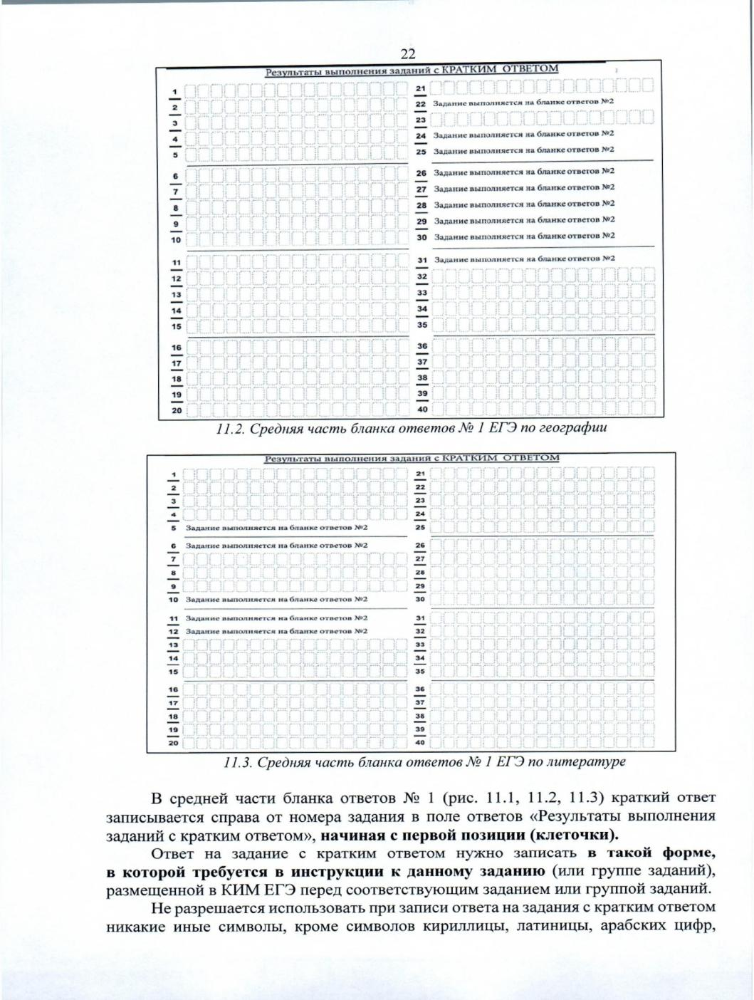 22
Результаты выполнения заданий с КРАТКИМ ОТВЕТОМ
1
2
3
4
5
6
7
8
9
10
11
12
13
14
15
16
17
18
19
20
21
22 Задание выполняется на бланке ответов №2
23
24 Задание выполняется на бланке ответов №2
25 Задание выполняется на бланке ответов №2
26 Задание выполняется на бланке ответов №2
27 Задание выполняется на бланке ответов №2
28 Задание выполняется на бланке ответов №2
29 Задание выполняется на бланке ответов №2
30 Задание выполняется на бланке ответов №2
31 Задание выполняется на бланке ответов №2
32
33
34
35
36
37
38
39
40
11.2. Средняя часть бланка ответов № 1 ЕГЭ по географии
Результаты выполнения заданий с КРАТКИМ ОТВЕТОМ
1
2
3
4
5 Задание выполняется на бланке ответов №2
6 Задание выполняется на бланке ответов №2
7
8
9
10 Задание выполняется на бланке ответов №2
11 Задание выполняется на бланке ответов №2
12 Задание выполняется на бланке ответов №2
13
14
15
16
17
18
19
20
21
22
23
24
25
26
27
28
29
30
31
32
33
34
35
36
37
38
39
40
11.3. Средняя часть бланка ответов № 1 ЕГЭ по литературе
В средней части бланка ответов № 1 (рис. 11.1, 11.2, 11.3) краткий ответ
записывается справа от номера задания в поле ответов «Результаты выполнения
заданий с кратким ответом», начиная с первой позиции (клеточки).
Ответ на задание с кратким ответом нужно записать в такой форме,
в которой требуется в инструкции к данному заданию (или группе заданий),
размещенной в КИМ ЕГЭ перед соответствующим заданием или группой заданий.
Не разрешается использовать при записи ответа на задания с кратким ответом
никакие иные символы, кроме символов кириллицы, латиницы, арабских цифр,